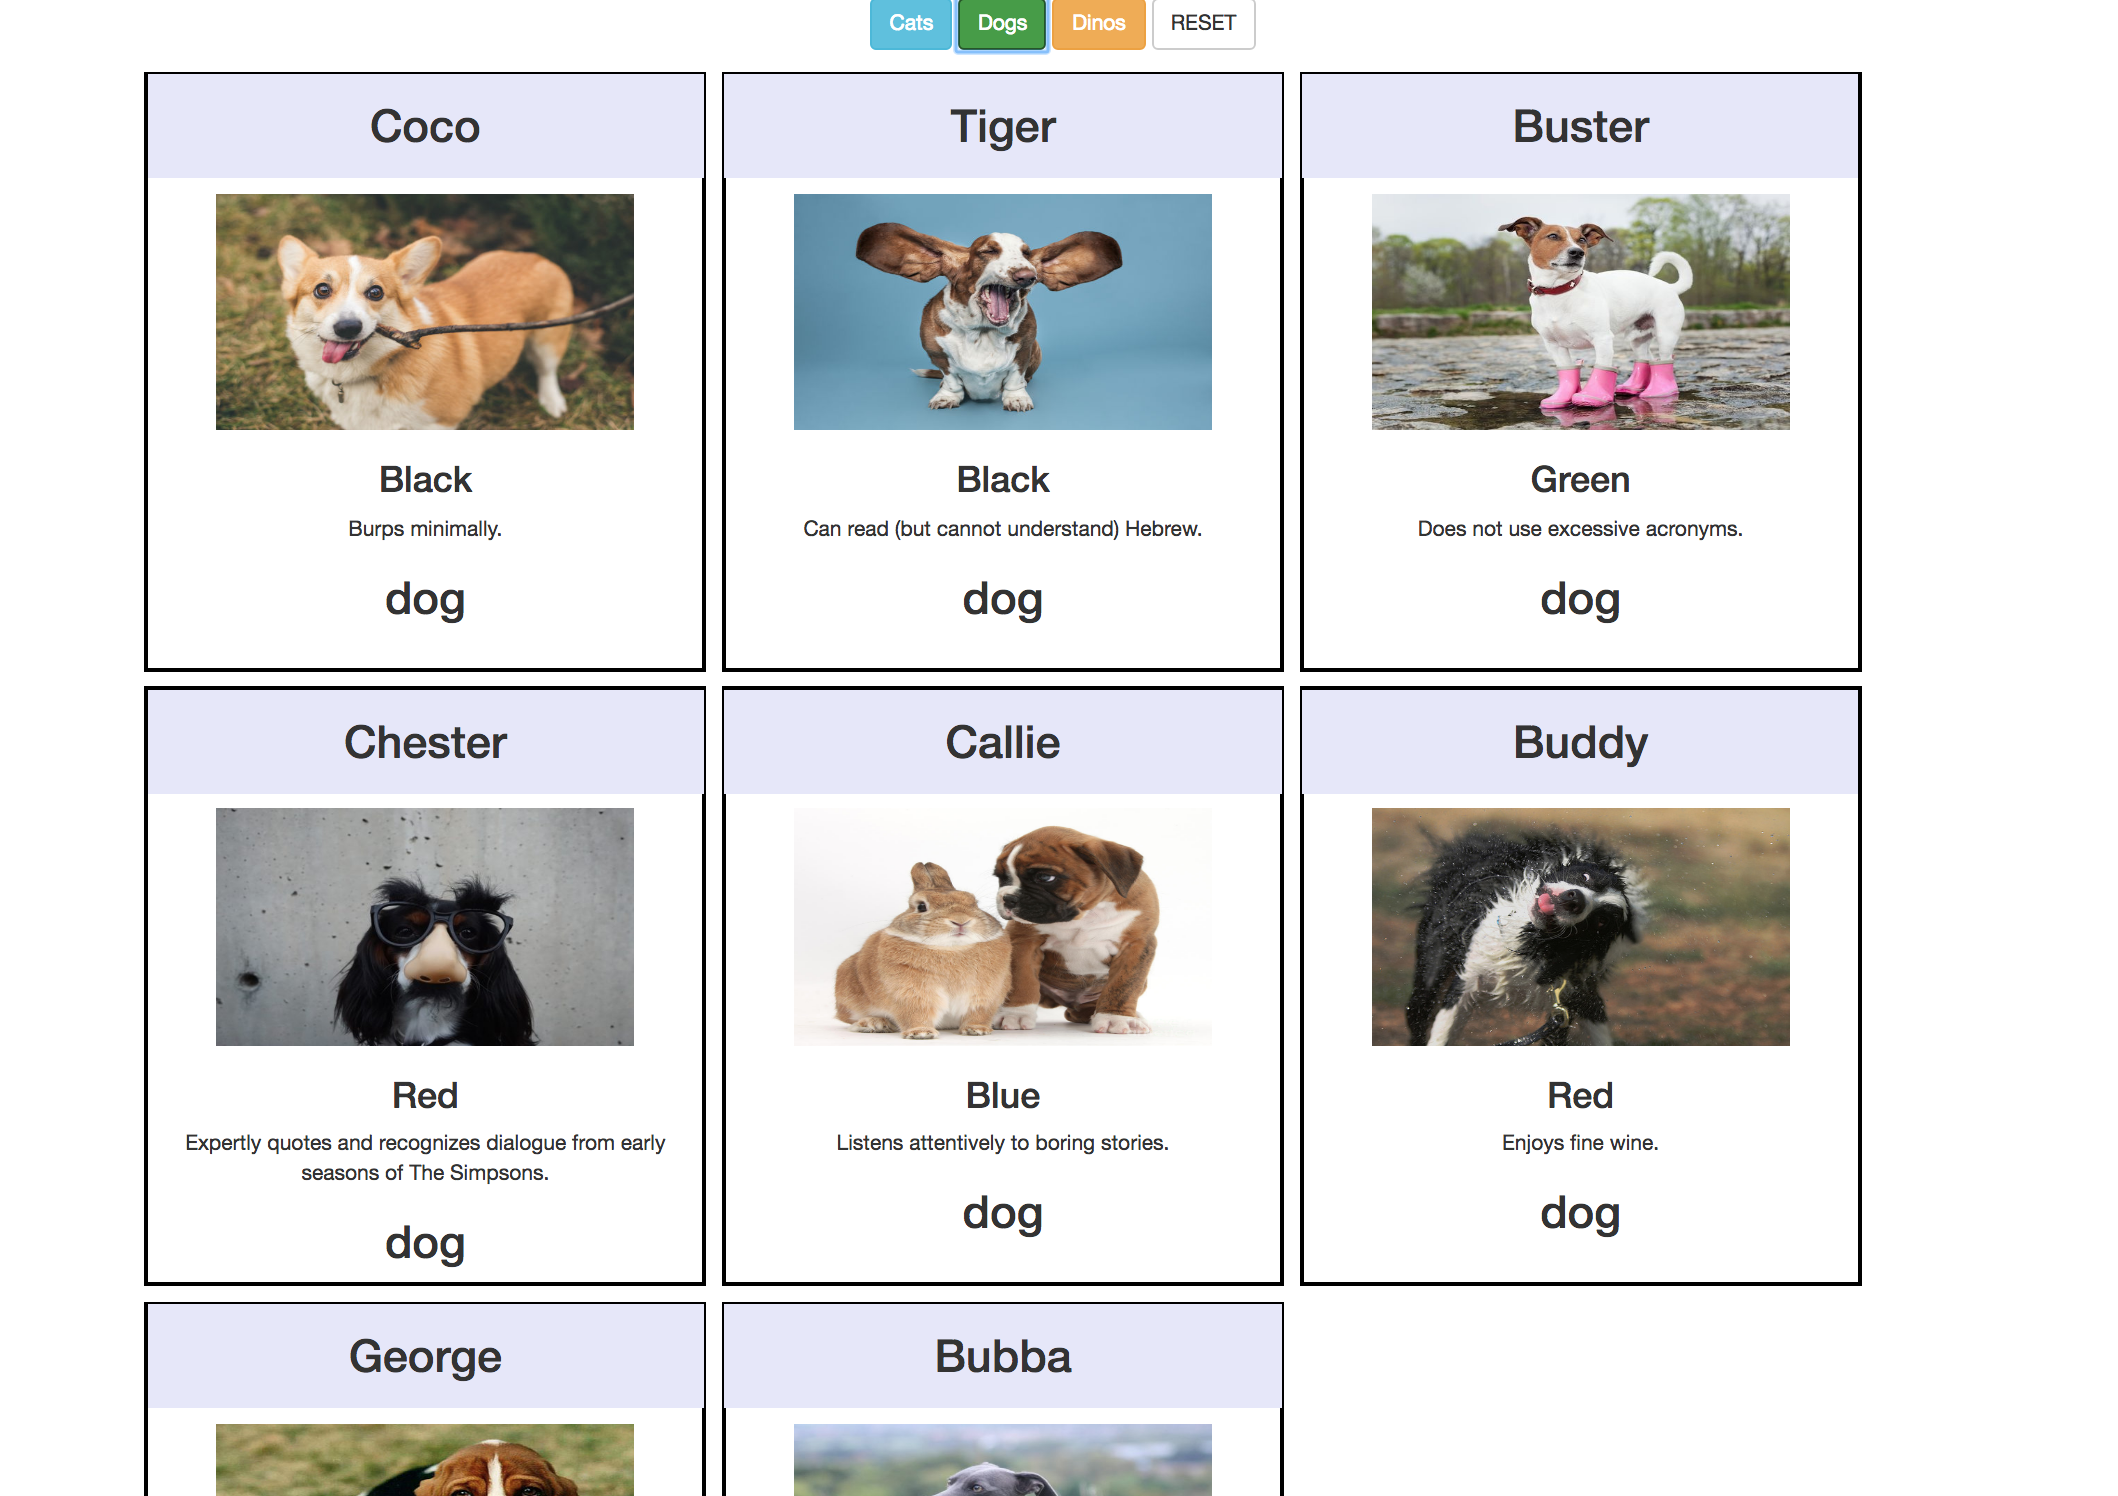 Cats Dogs Dinos RESET
Coco
Tiger
Buster
Black
Burps minimally.
dog
Black
Can read (but cannot understand) Hebrew.
dog
Green
Does not use excessive acronyms.
dog
Chester
Callie
Buddy
Red
Expertly quotes and recognizes dialogue from early
seasons of The Simpsons.
dog
Blue
Listens attentively to boring stories.
dog
Red
Enjoys fine wine.
dog
George
Bubba